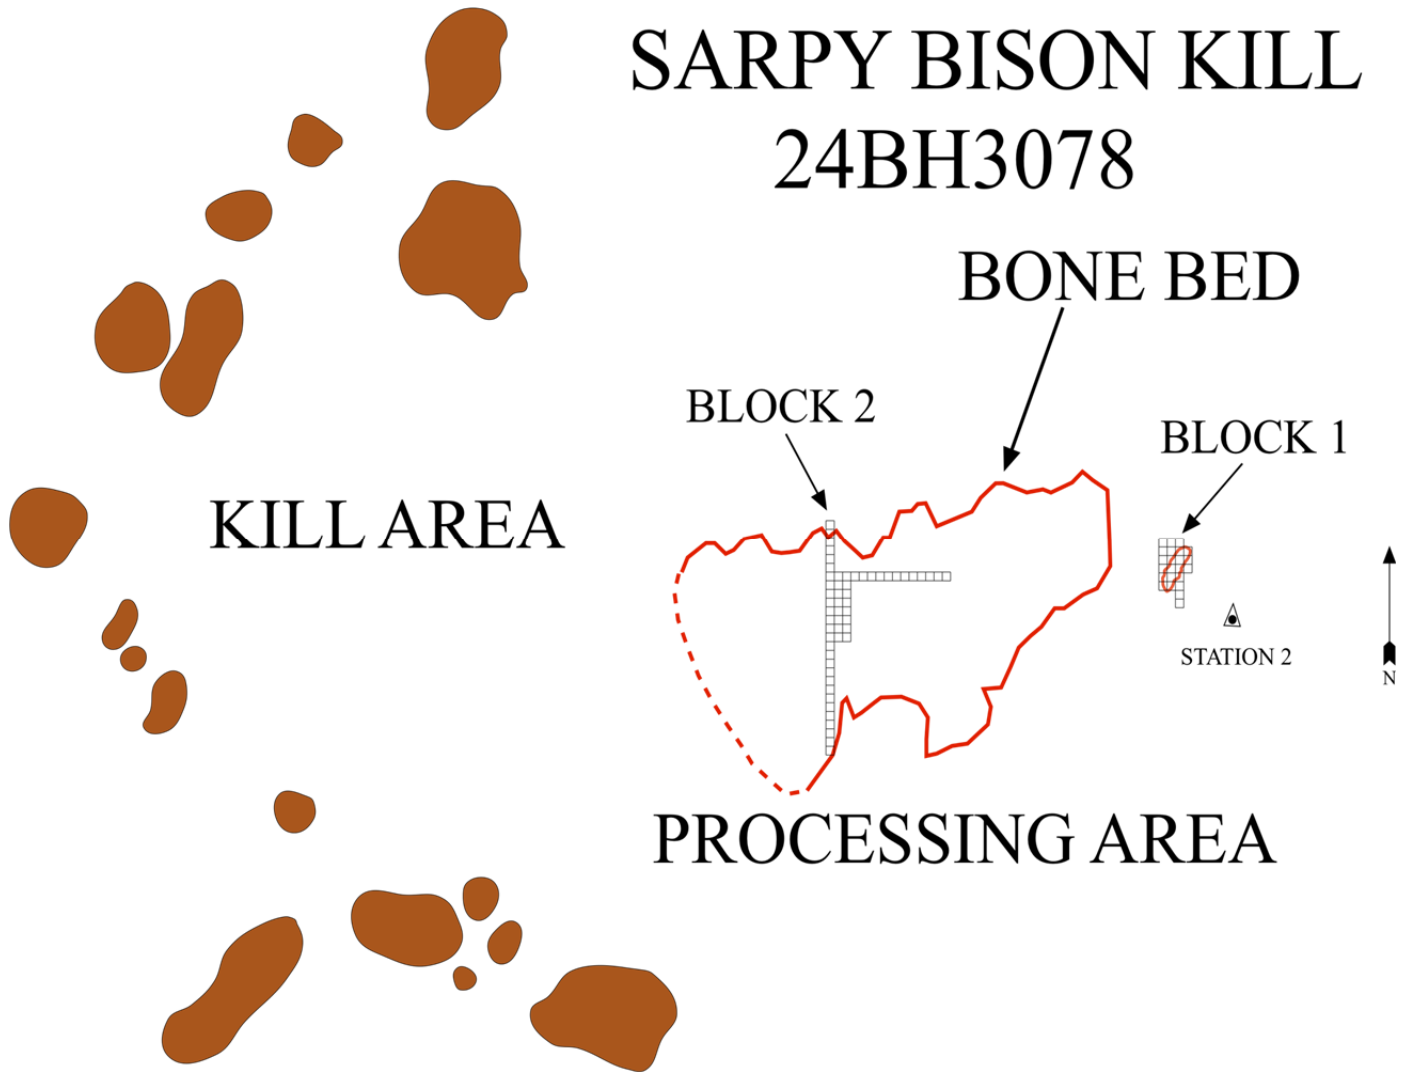 SARPY BISON KILL
24BH3078
BONE BED
BLOCK 2
BLOCK 1
KILL AREA
STATION 2
N
PROCESSING AREA